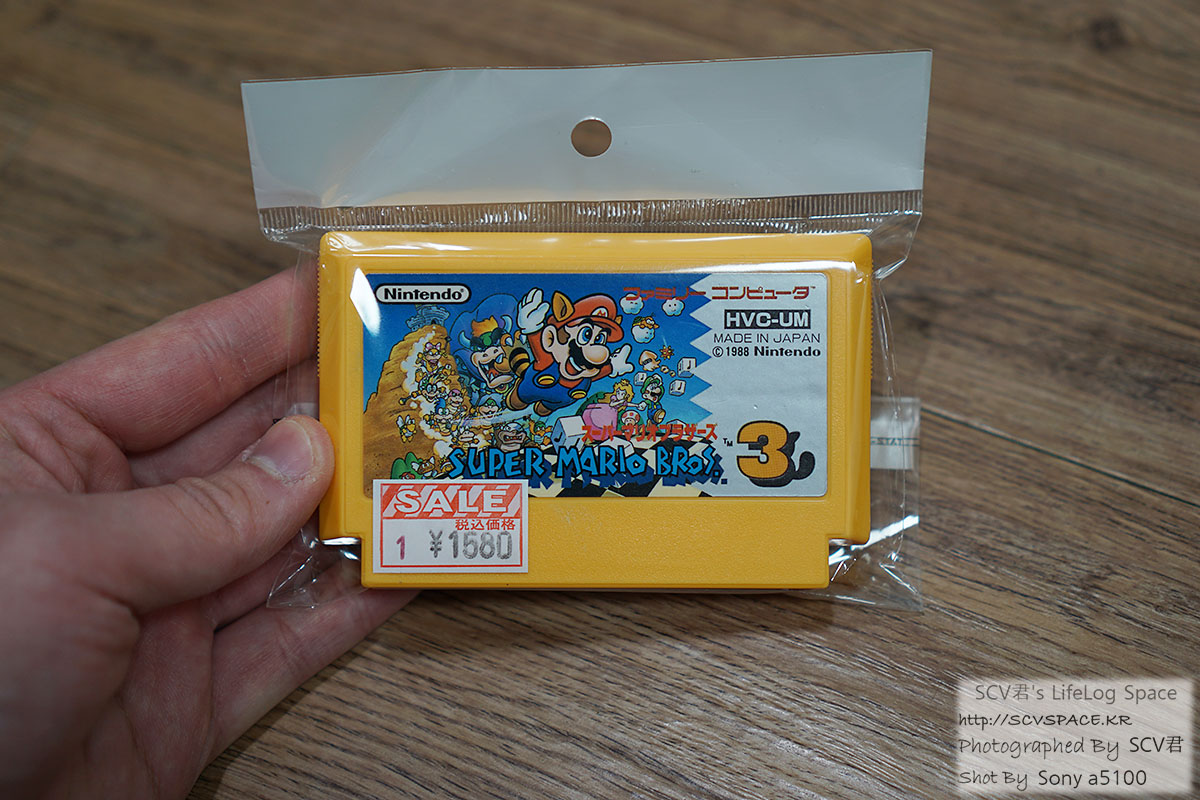 Nintendo
ファミリー コンピュータ™
HVC-UM
MADE IN JAPAN
© 1988 Nintendo
スーパーマリオブラザーズ
SUPER MARIO BROS. 3
TM
SALE
税込価格
1 ¥1580
SCV君's LifeLog Space
http://SCVSPACE.KR
Photographed By SCV君
Shot By Sony a5100